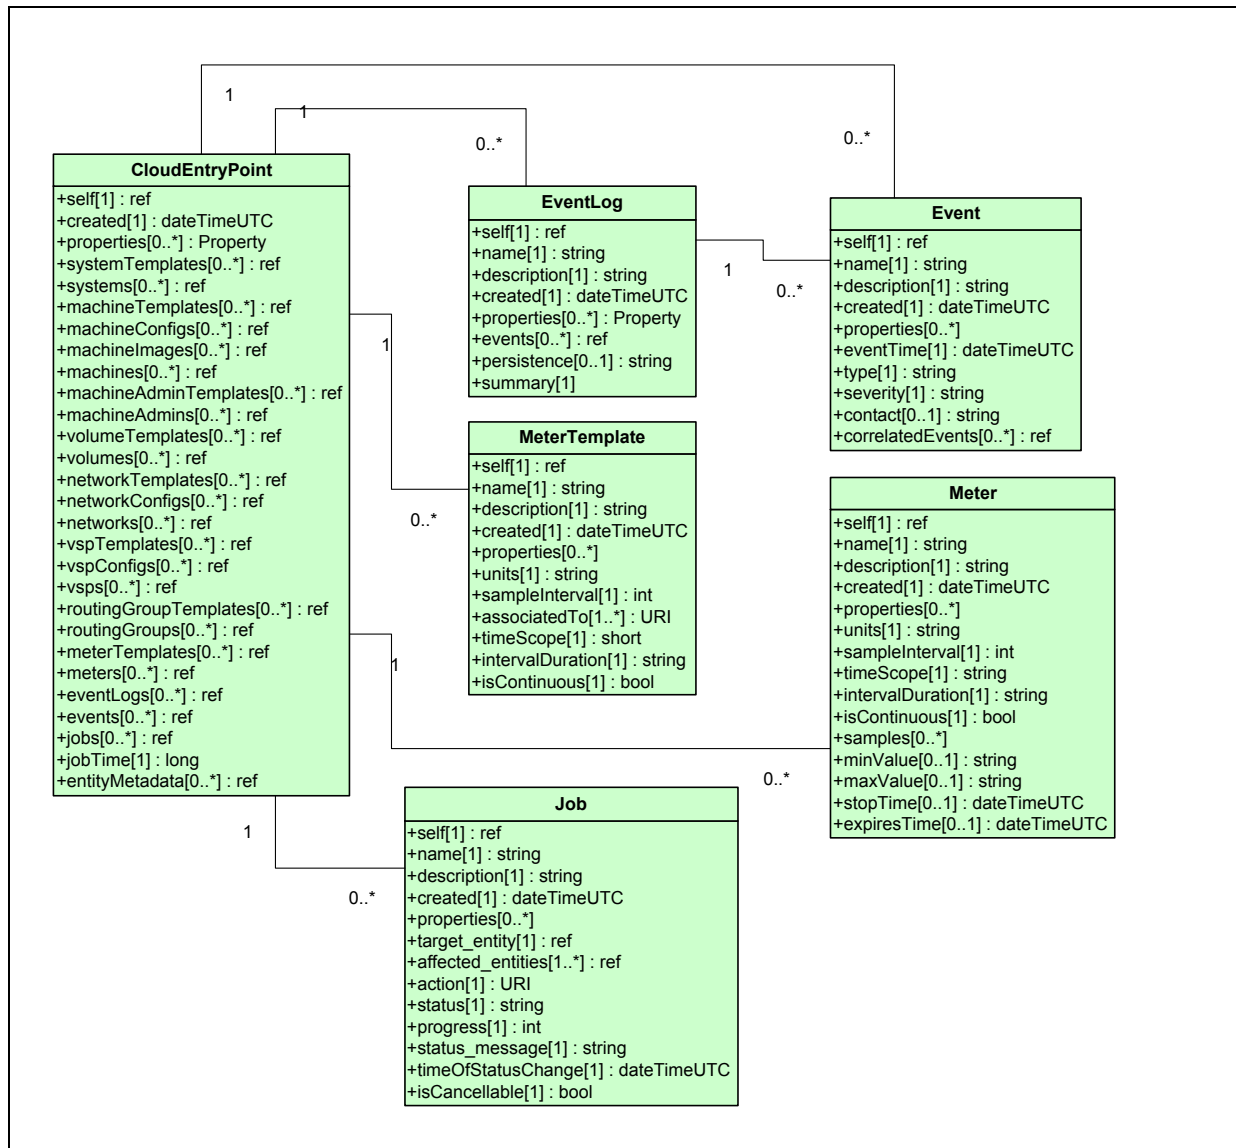 1
1
0..*
0..*
CloudEntryPoint
+self[1] : ref
+created[1] : dateTimeUTC
+properties[0..*] : Property
+systemTemplates[0..*] : ref
+systems[0..*] : ref
+machineTemplates[0..*] : ref
+machineConfigs[0..*] : ref
+machineImages[0..*] : ref
+machines[0..*] : ref
+machineAdminTemplates[0..*] : ref
+machineAdmins[0..*] : ref
+volumeTemplates[0..*] : ref
+volumes[0..*] : ref
+networkTemplates[0..*] : ref
+networkConfigs[0..*] : ref
+networks[0..*] : ref
+vspTemplates[0..*] : ref
+vspConfigs[0..*] : ref
+vsps[0..*] : ref
+routingGroupTemplates[0..*] : ref
+routingGroups[0..*] : ref
+meterTemplates[0..*] : ref
+meters[0..*] : ref
+eventLogs[0..*] : ref
+events[0..*] : ref
+jobs[0..*] : ref
+jobTime[1] : long
+entityMetadata[0..*] : ref
EventLog
+self[1] : ref
+name[1] : string
+description[1] : string
+created[1] : dateTimeUTC
+properties[0..*] : Property
+events[0..*] : ref
+persistence[0..1] : string
+summary[1]
1
0..*
Event
+self[1] : ref
+name[1] : string
+description[1] : string
+created[1] : dateTimeUTC
+properties[0..*]
+eventTime[1] : dateTimeUTC
+type[1] : string
+severity[1] : string
+contact[0..1] : string
+correlatedEvents[0..*] : ref
1
0..*
MeterTemplate
+self[1] : ref
+name[1] : string
+description[1] : string
+created[1] : dateTimeUTC
+properties[0..*]
+units[1] : string
+sampleInterval[1] : int
+associatedTo[1..*] : URI
+timeScope[1] : short
+intervalDuration[1] : string
+isContinuous[1] : bool
Meter
+self[1] : ref
+name[1] : string
+description[1] : string
+created[1] : dateTimeUTC
+properties[0..*]
+units[1] : string
+sampleInterval[1] : int
+timeScope[1] : string
+intervalDuration[1] : string
+isContinuous[1] : bool
+samples[0..*]
+minValue[0..1] : string
+maxValue[0..1] : string
+stopTime[0..1] : dateTimeUTC
+expiresTime[0..1] : dateTimeUTC
1
0..*
1
0..*
Job
+self[1] : ref
+name[1] : string
+description[1] : string
+created[1] : dateTimeUTC
+properties[0..*]
+target_entity[1] : ref
+affected_entities[1..*] : ref
+action[1] : URI
+status[1] : string
+progress[1] : int
+status_message[1] : string
+timeOfStatusChange[1] : dateTimeUTC
+isCancellable[1] : bool